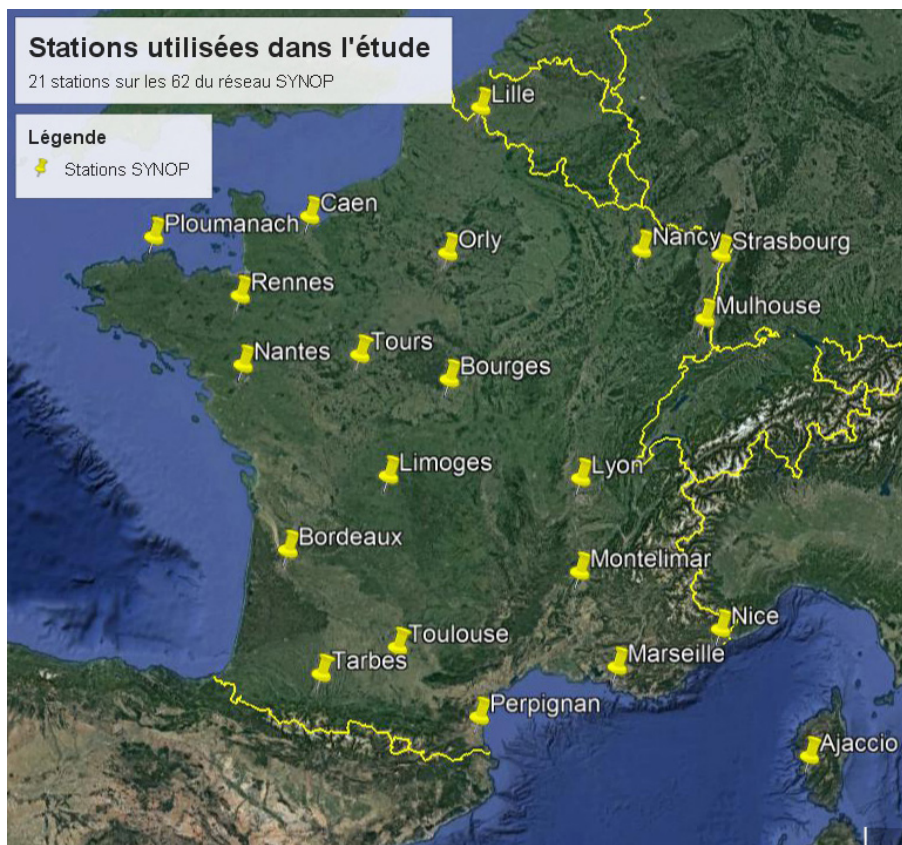 Stations utilisées dans l'étude
21 stations sur les 62 du réseau SYNOP
Légende
Stations SYNOP
Lille
Caen
Ploumanach
Orly
Nancy
Strasbourg
Rennes
Mulhouse
Tours
Nantes
Bourges
Limoges
Lyon
Bordeaux
Montelimar
Nice
Toulouse
Marseille
Tarbes
Perpignan
Ajaccio